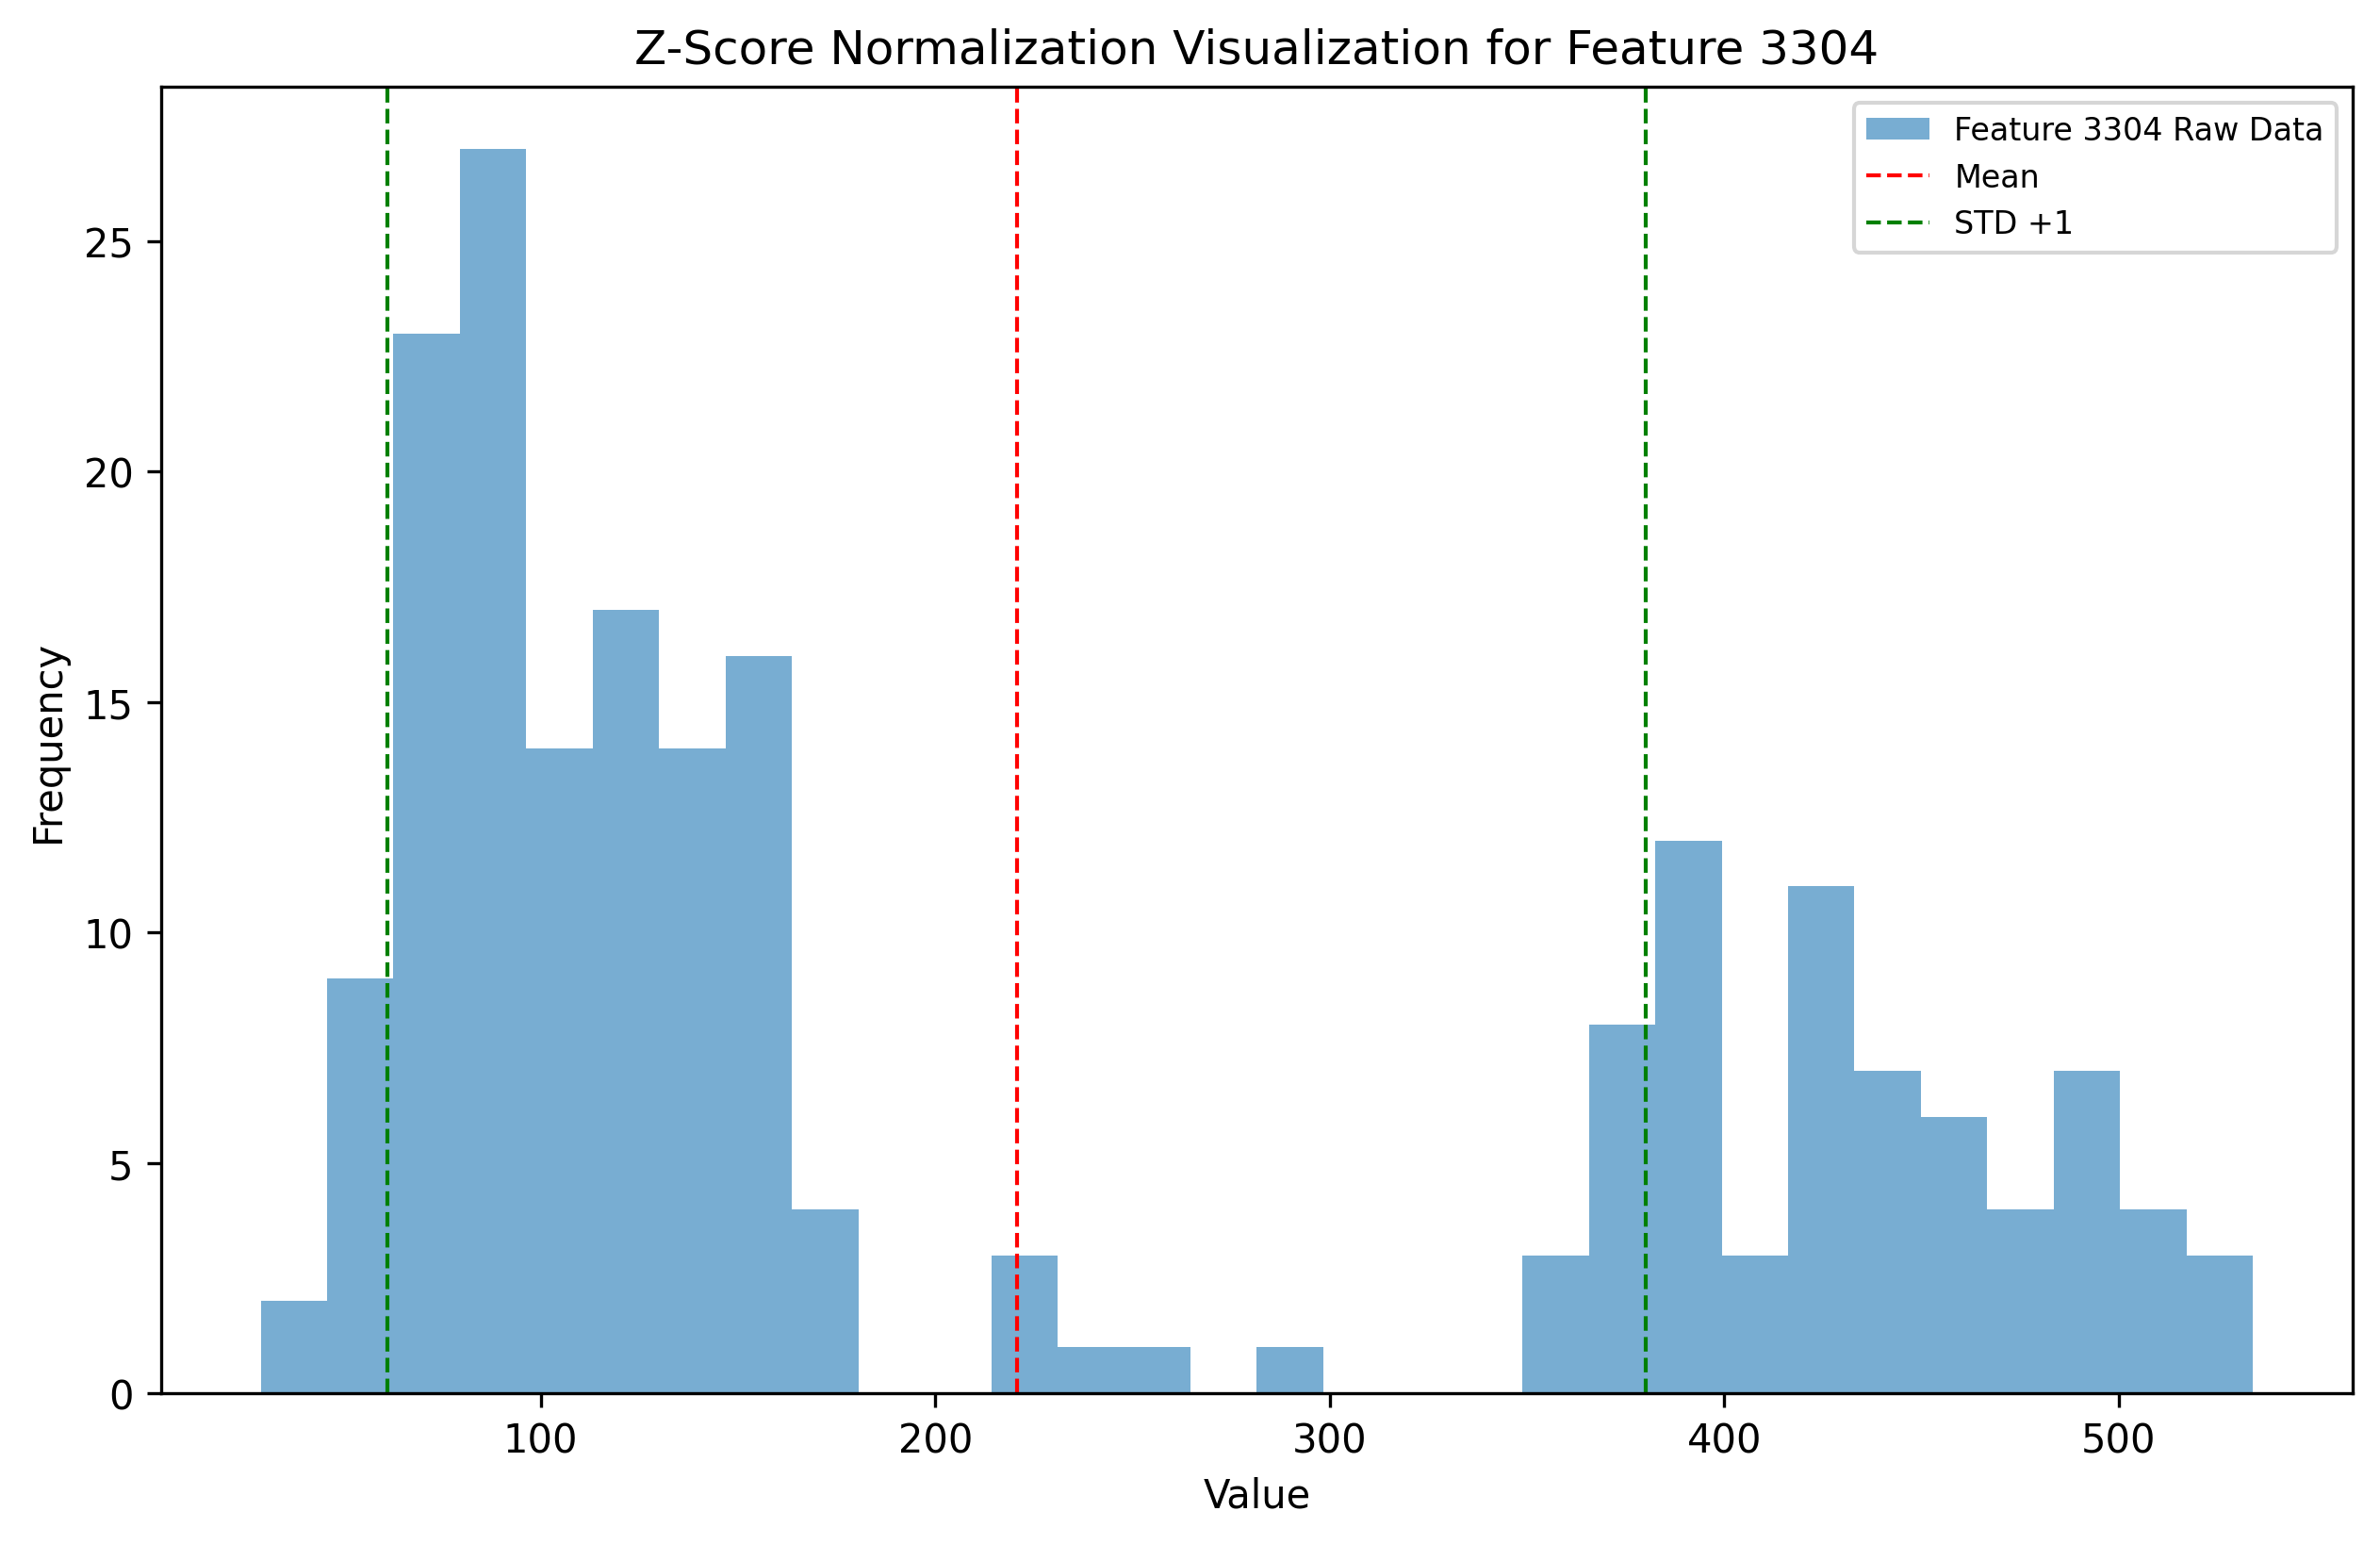 Z-Score Normalization Visualization for Feature 3304
Feature 3304 Raw Data
Mean
STD +1
25
20
15
10
5
0
Frequency
100 200 300 400 500
Value